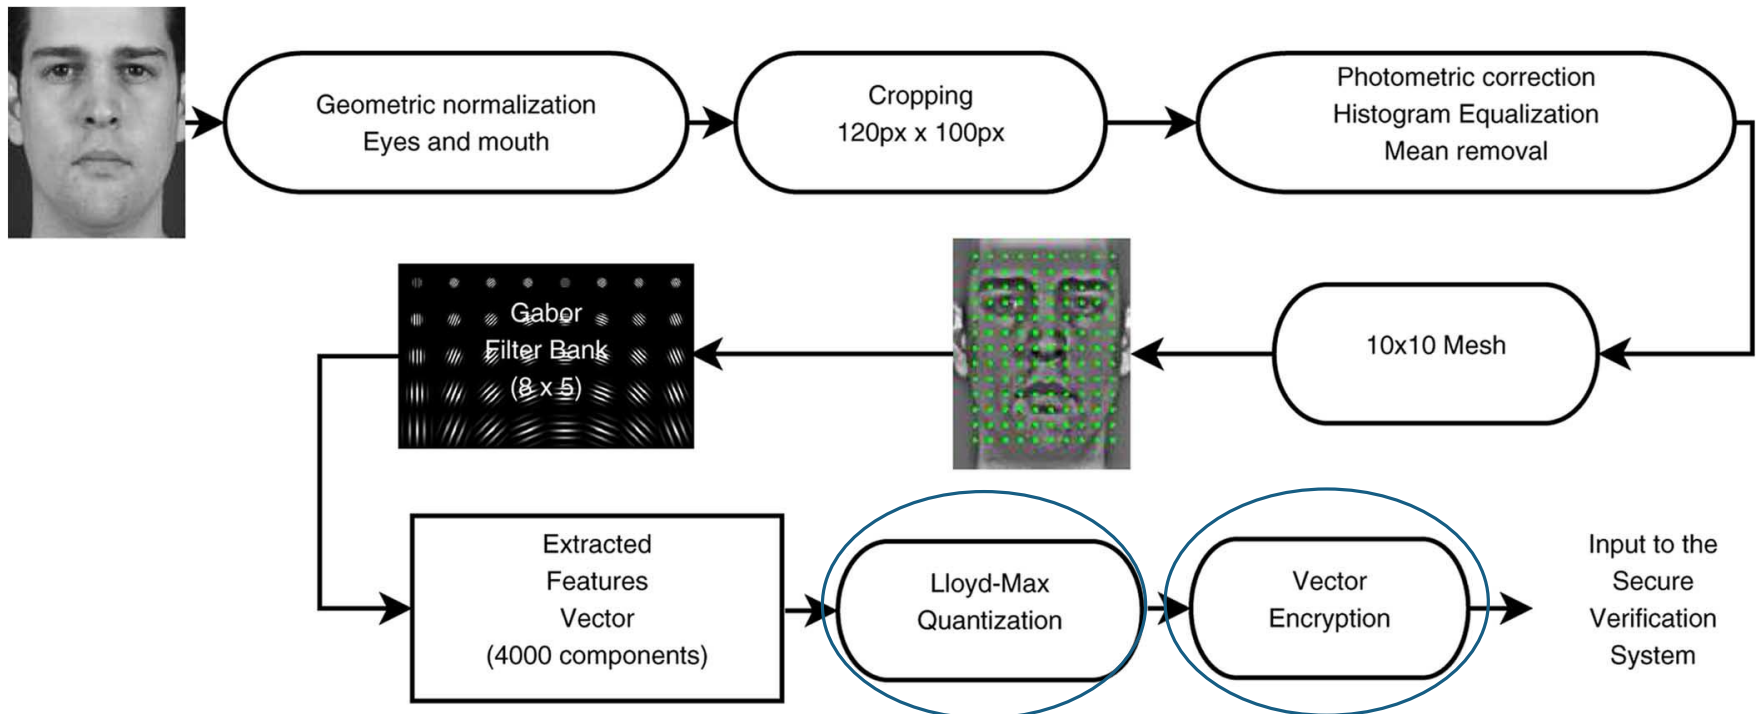 Geometric normalization
Eyes and mouth
Cropping
120px x 100px
Photometric correction
Histogram Equalization
Mean removal
10x10 Mesh
Gabor
Filter Bank
(8 x 5)
Extracted
Features
Vector
(4000 components)
Lloyd-Max
Quantization
Vector
Encryption
Input to the
Secure
Verification
System